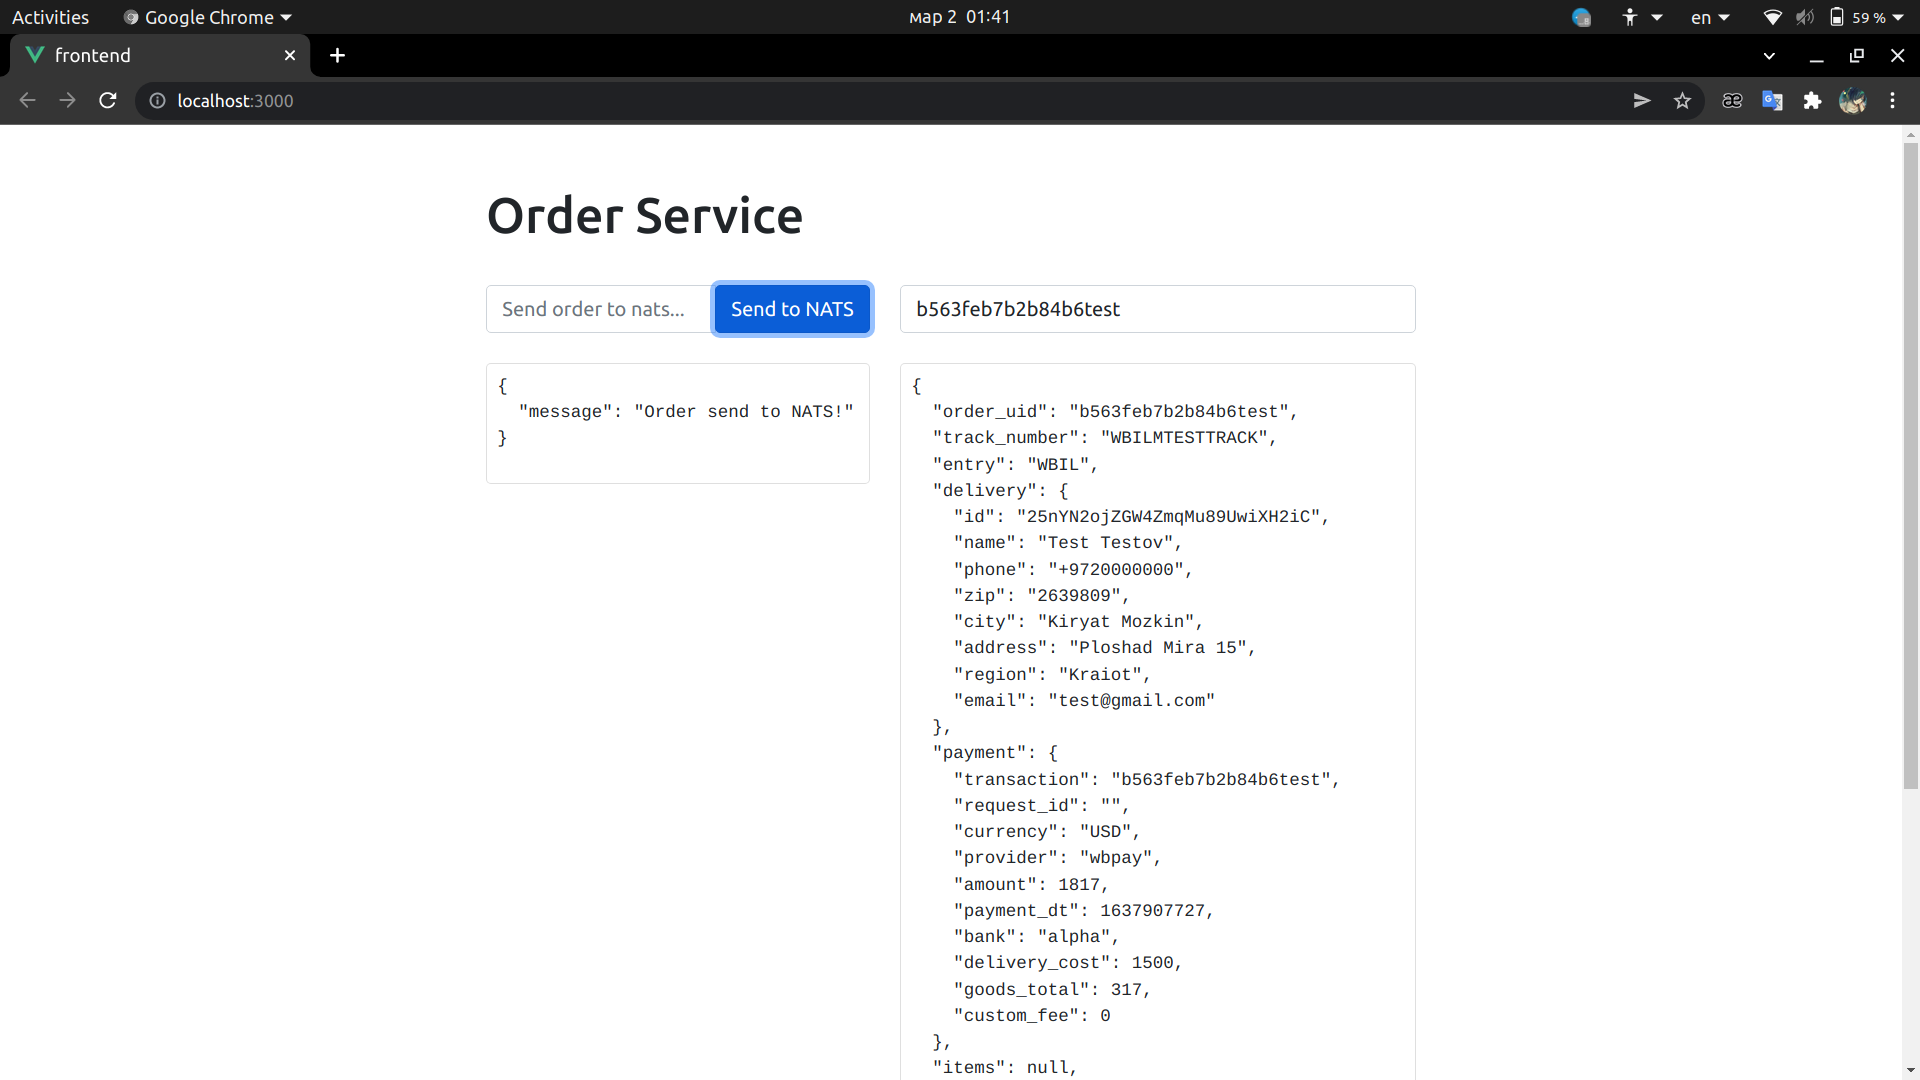 Activities
Google Chrome
мар 2 01:41
en
59 %
frontend
localhost:3000
Order Service
Send order to nats...
Send to NATS
b563feb7b2b84b6test
{
"message": "Order send to NATS!"
}
{
"order_uid": "b563feb7b2b84b6test",
"track_number": "WBILMTESTTRACK",
"entry": "WBIL",
"delivery": {
"id": "25nYN2ojZGW4ZmqMu89UwiXH2iC",
"name": "Test Testov",
"phone": "+9720000000",
"zip": "2639809",
"city": "Kiryat Mozkin",
"address": "Ploshad Mira 15",
"region": "Kraiot",
"email": "test@gmail.com"
},
"payment": {
"transaction": "b563feb7b2b84b6test",
"request_id": "",
"currency": "USD",
"provider": "wbpay",
"amount": 1817,
"payment_dt": 1637907727,
"bank": "alpha",
"delivery_cost": 1500,
"goods_total": 317,
"custom_fee": 0
},
"items": null,